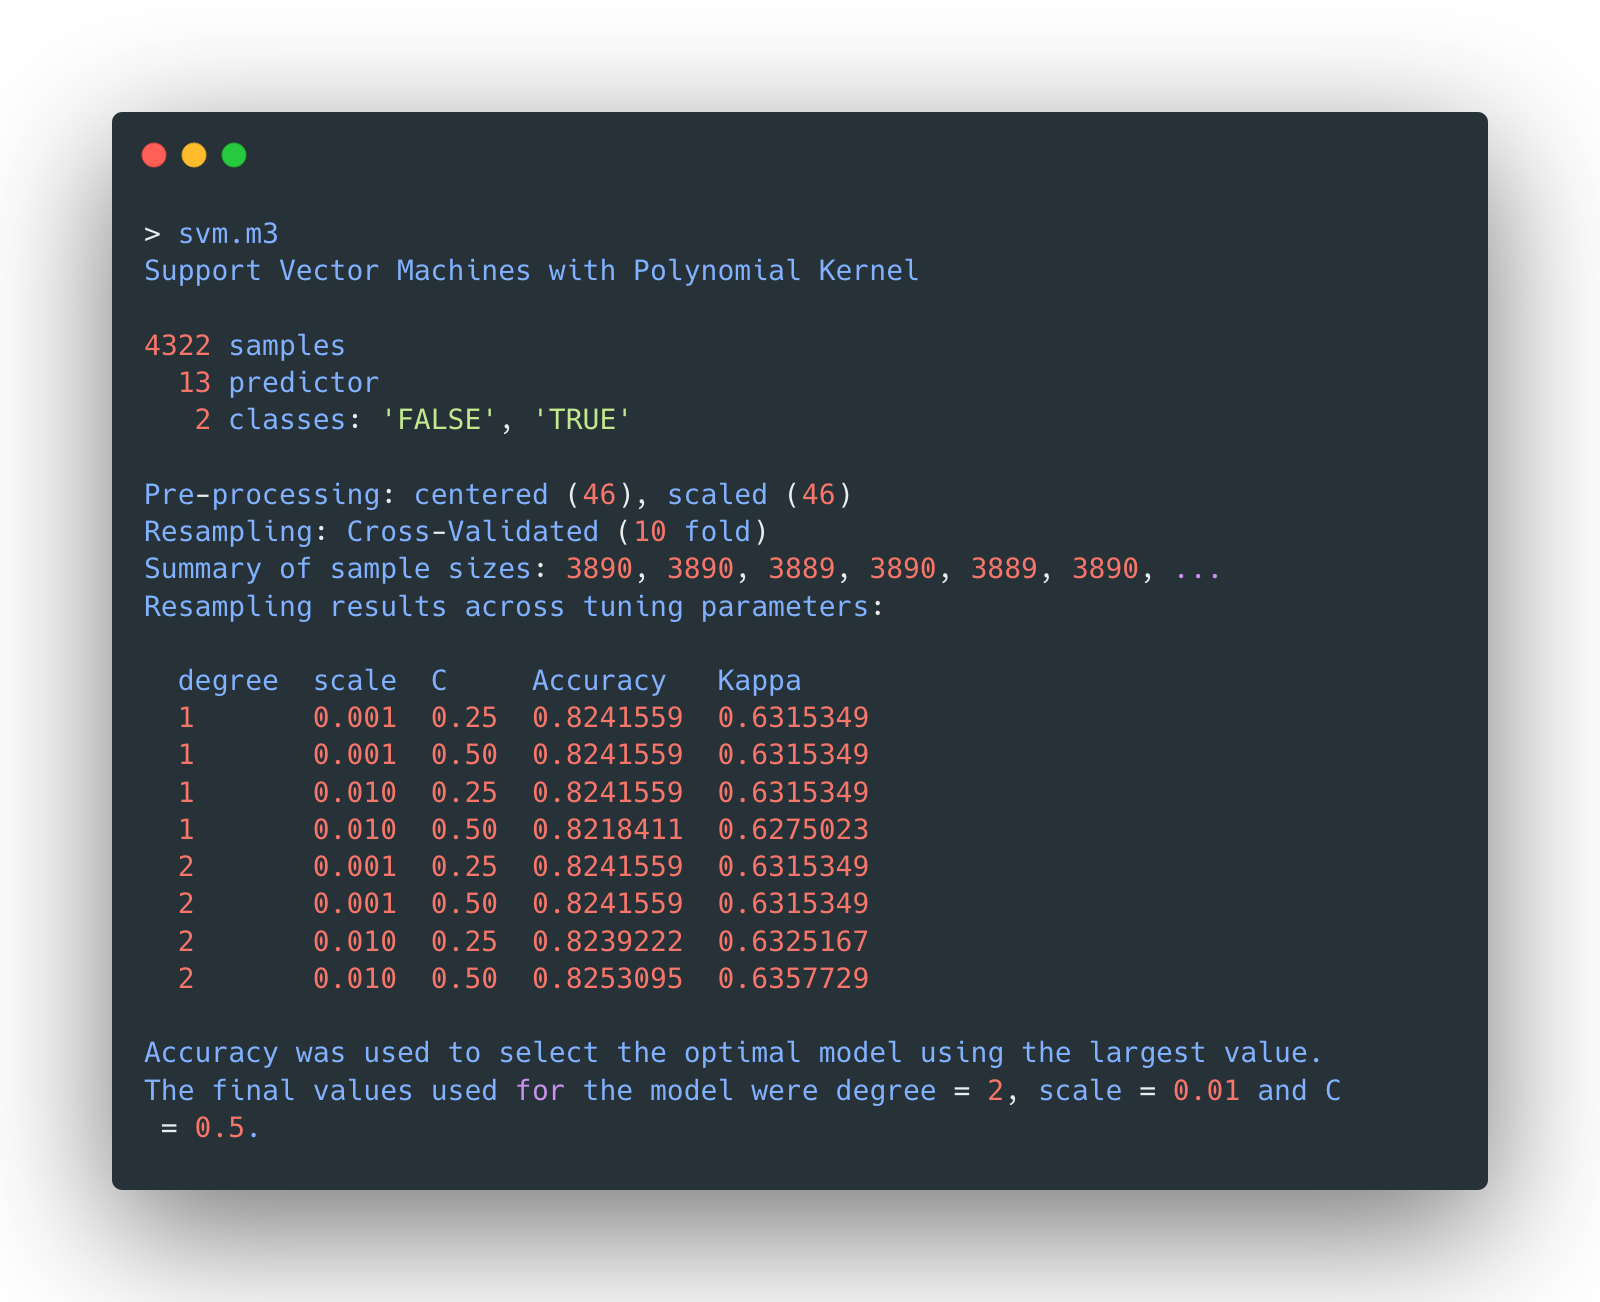 > svm.m3
Support Vector Machines with Polynomial Kernel
4322 samples
  13 predictor
   2 classes: 'FALSE', 'TRUE'
Pre-processing: centered (46), scaled (46)
Resampling: Cross-Validated (10 fold)
Summary of sample sizes: 3890, 3890, 3889, 3890, 3889, 3890, ...
Resampling results across tuning parameters:
  degree  scale  C     Accuracy   Kappa
  1       0.001  0.25  0.8241559  0.6315349
  1       0.001  0.50  0.8241559  0.6315349
  1       0.010  0.25  0.8241559  0.6315349
  1       0.010  0.50  0.8218411  0.6275023
  2       0.001  0.25  0.8241559  0.6315349
  2       0.001  0.50  0.8241559  0.6315349
  2       0.010  0.25  0.8239222  0.6325167
  2       0.010  0.50  0.8253095  0.6357729
Accuracy was used to select the optimal model using the largest value.
The final values used for the model were degree = 2, scale = 0.01 and C
 = 0.5.